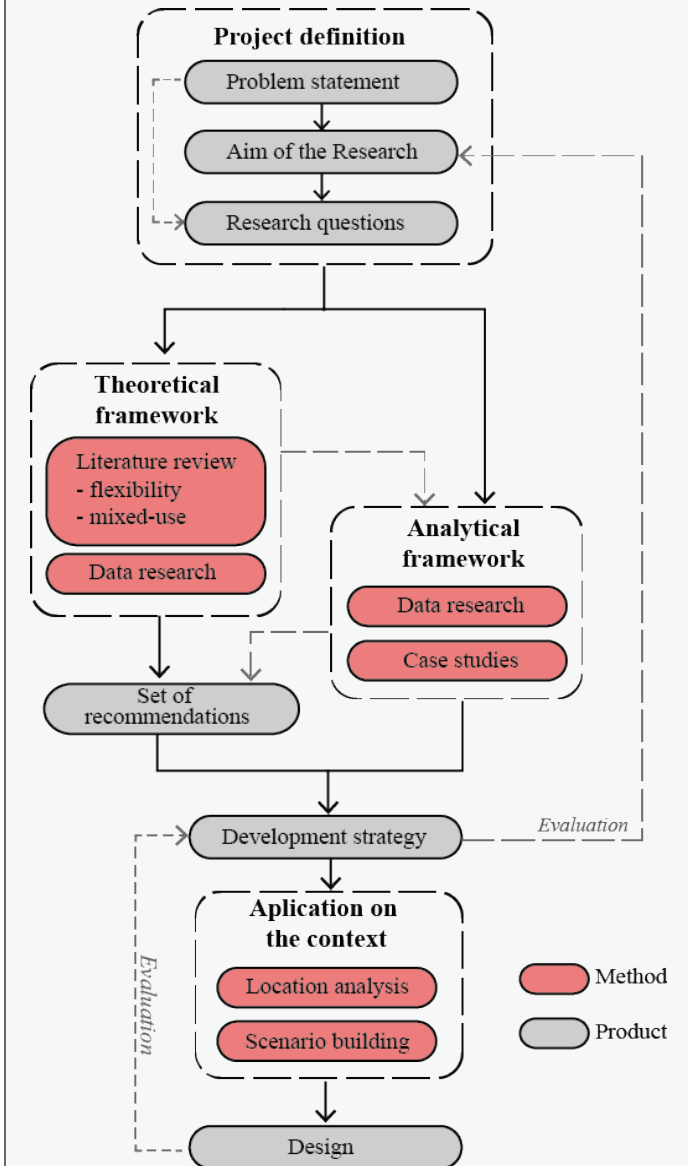 Project definition
Problem statement
Aim of the Research
Research questions
Theoretical
framework
Literature review
- flexibility
- mixed-use
Data research
Analytical
framework
Data research
Case studies
Set of
recommendations
Development strategy
Evaluation
Aplication on
the context
Location analysis
Scenario building
Evaluation
Method
Product
Design